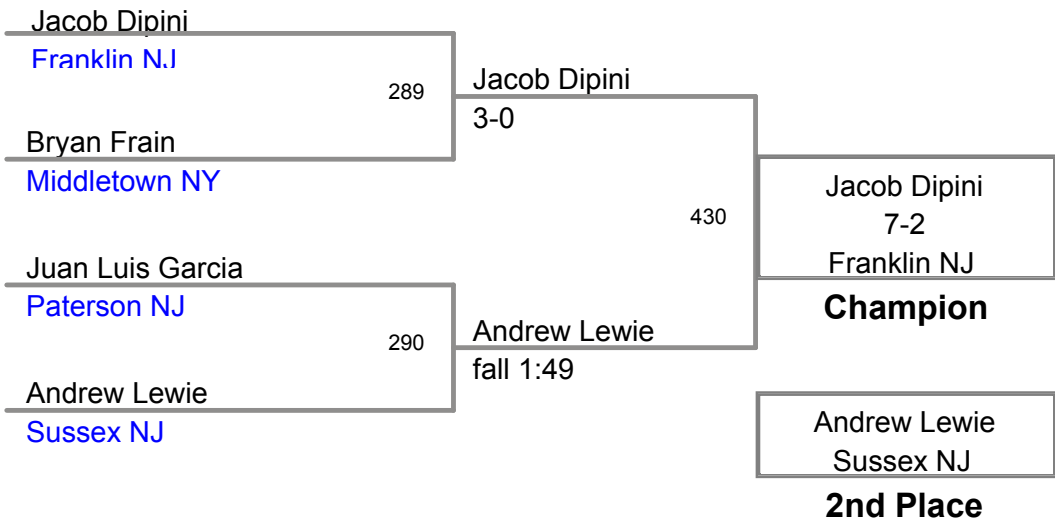 Jacob Dipini
Franklin NJ
289
Jacob Dipini
3-0
Bryan Frain
Middletown NY
430
Jacob Dipini
7-2
Franklin NJ
Champion
Juan Luis Garcia
Paterson NJ
290
Andrew Lewie
fall 1:49
Andrew Lewie
Sussex NJ
Andrew Lewie
Sussex NJ
2nd Place